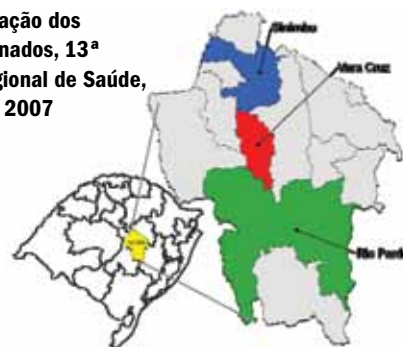 ação dos
nados, 13ª
gional de Saúde,
2007
Sinimbu
Vera Cruz
Rio Pardo